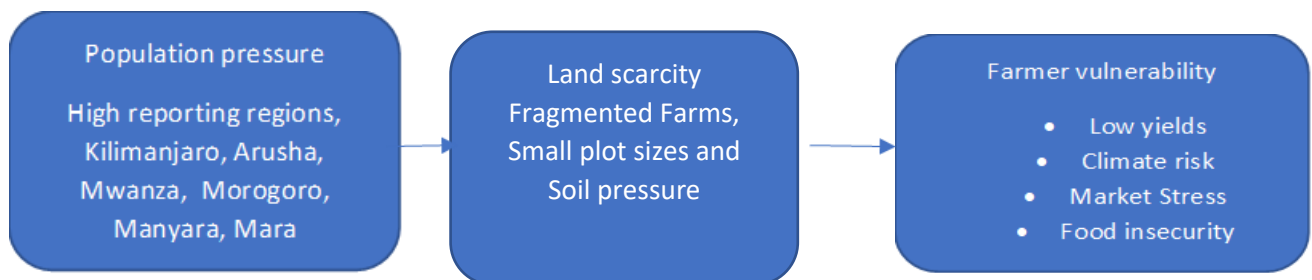 Population pressure
High reporting regions,
Kilimanjaro, Arusha,
Mwanza, Morogoro,
Manyara, Mara
Land scarcity
Fragmented Farms,
Small plot sizes and
Soil pressure
Farmer vulnerability
• Low yields
• Climate risk
• Market Stress
• Food insecurity